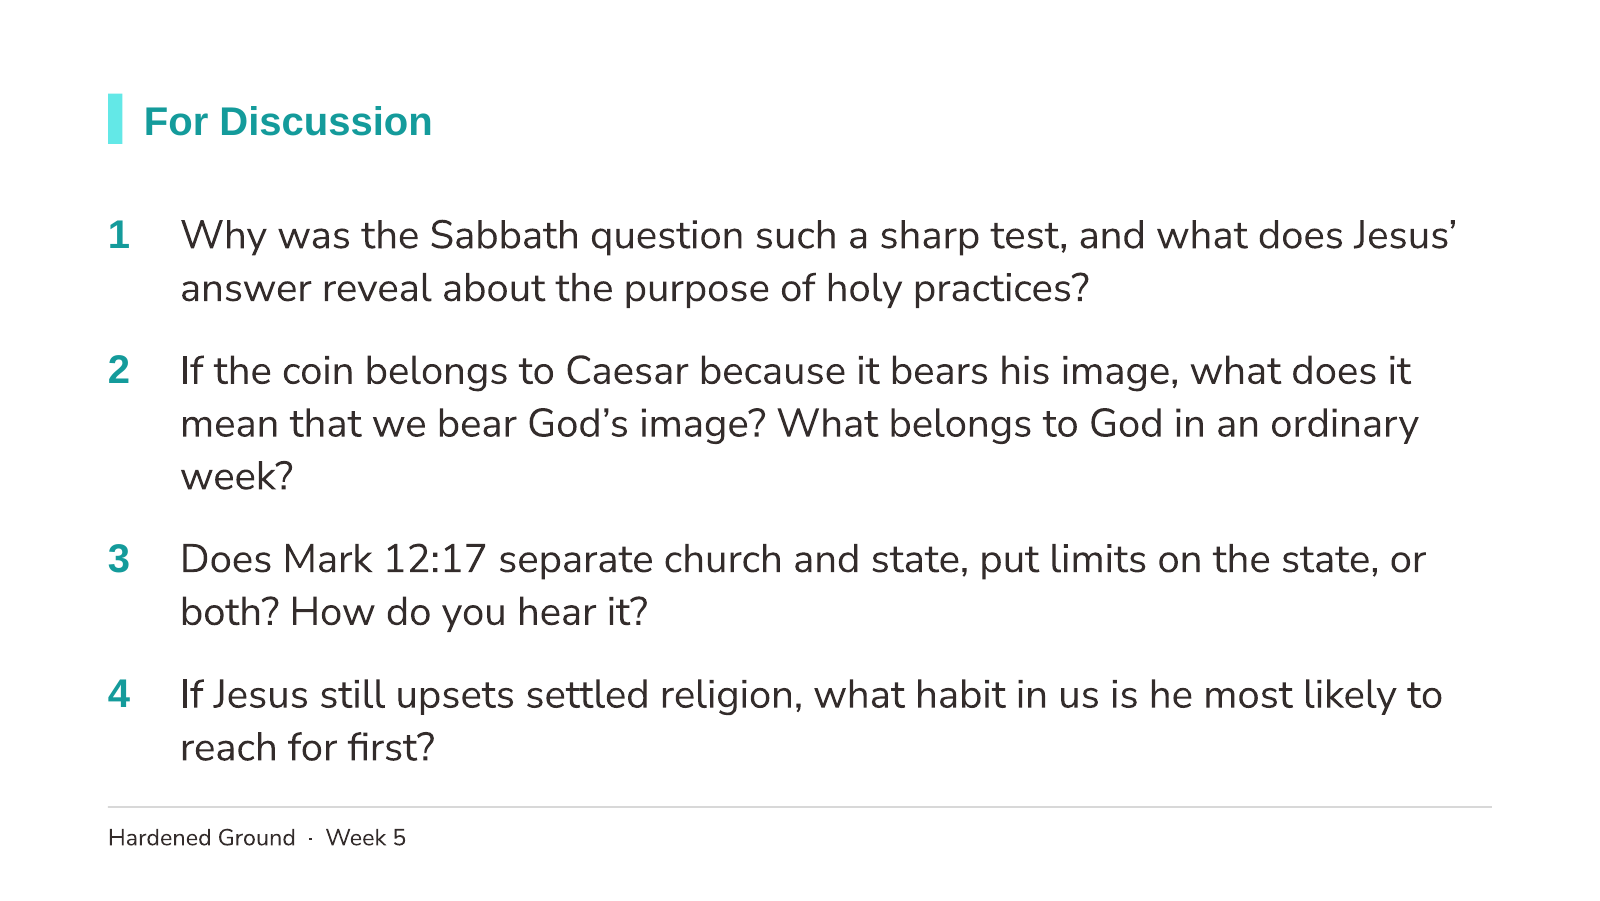 For Discussion
1 Why was the Sabbath question such a sharp test, and what does Jesus’
answer reveal about the purpose of holy practices?
2 If the coin belongs to Caesar because it bears his image, what does it
mean that we bear God’s image? What belongs to God in an ordinary
week?
3 Does Mark 12:17 separate church and state, put limits on the state, or
both? How do you hear it?
4 If Jesus still upsets settled religion, what habit in us is he most likely to
reach for first?
Hardened Ground · Week 5